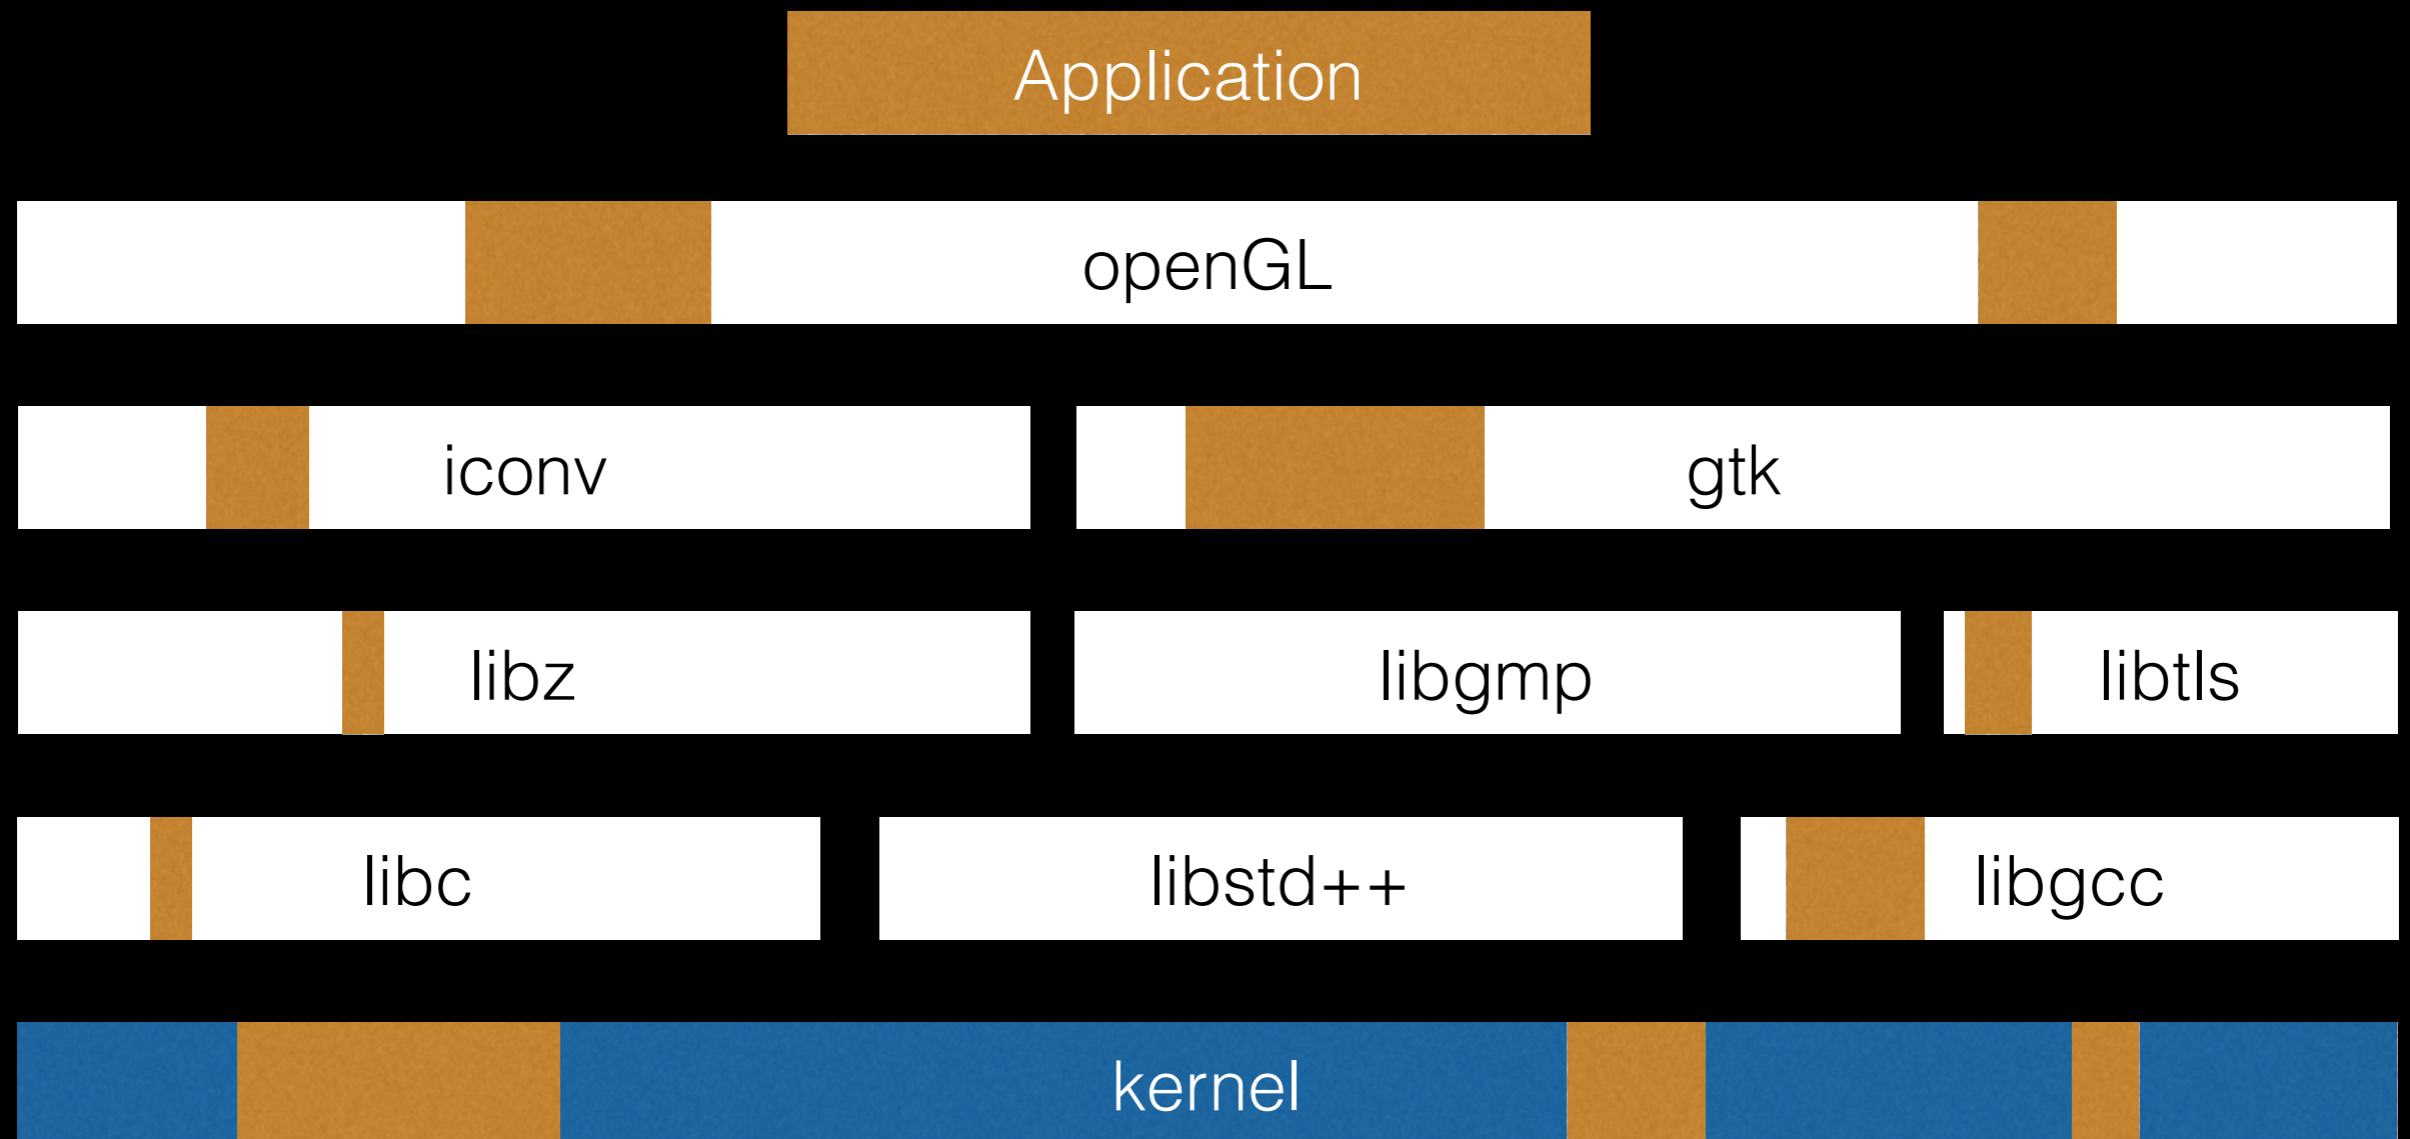 Application
openGL
iconv
gtk
libz
libgmp
libtls
libc
libstd++
libgcc
kernel